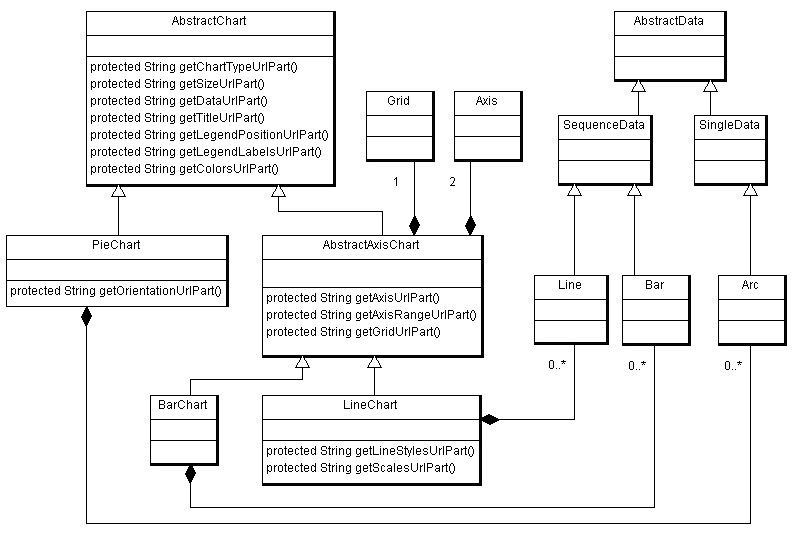 AbstractChart
protected String getChartTypeUrlPart()
protected String getSizeUrlPart()
protected String getDataUrlPart()
protected String getTitleUrlPart()
protected String getLegendPositionUrlPart()
protected String getLegendLabelsUrlPart()
protected String getColorsUrlPart()
Grid
Axis
AbstractData
SequenceData
SingleData
1
2
PieChart
protected String getOrientationUrlPart()
AbstractAxisChart
protected String getAxisUrlPart()
protected String getAxisRangeUrlPart()
protected String getGridUrlPart()
Line
Bar
Arc
0..*
0..*
0..*
BarChart
LineChart
protected String getLineStylesUrlPart()
protected String getScalesUrlPart()